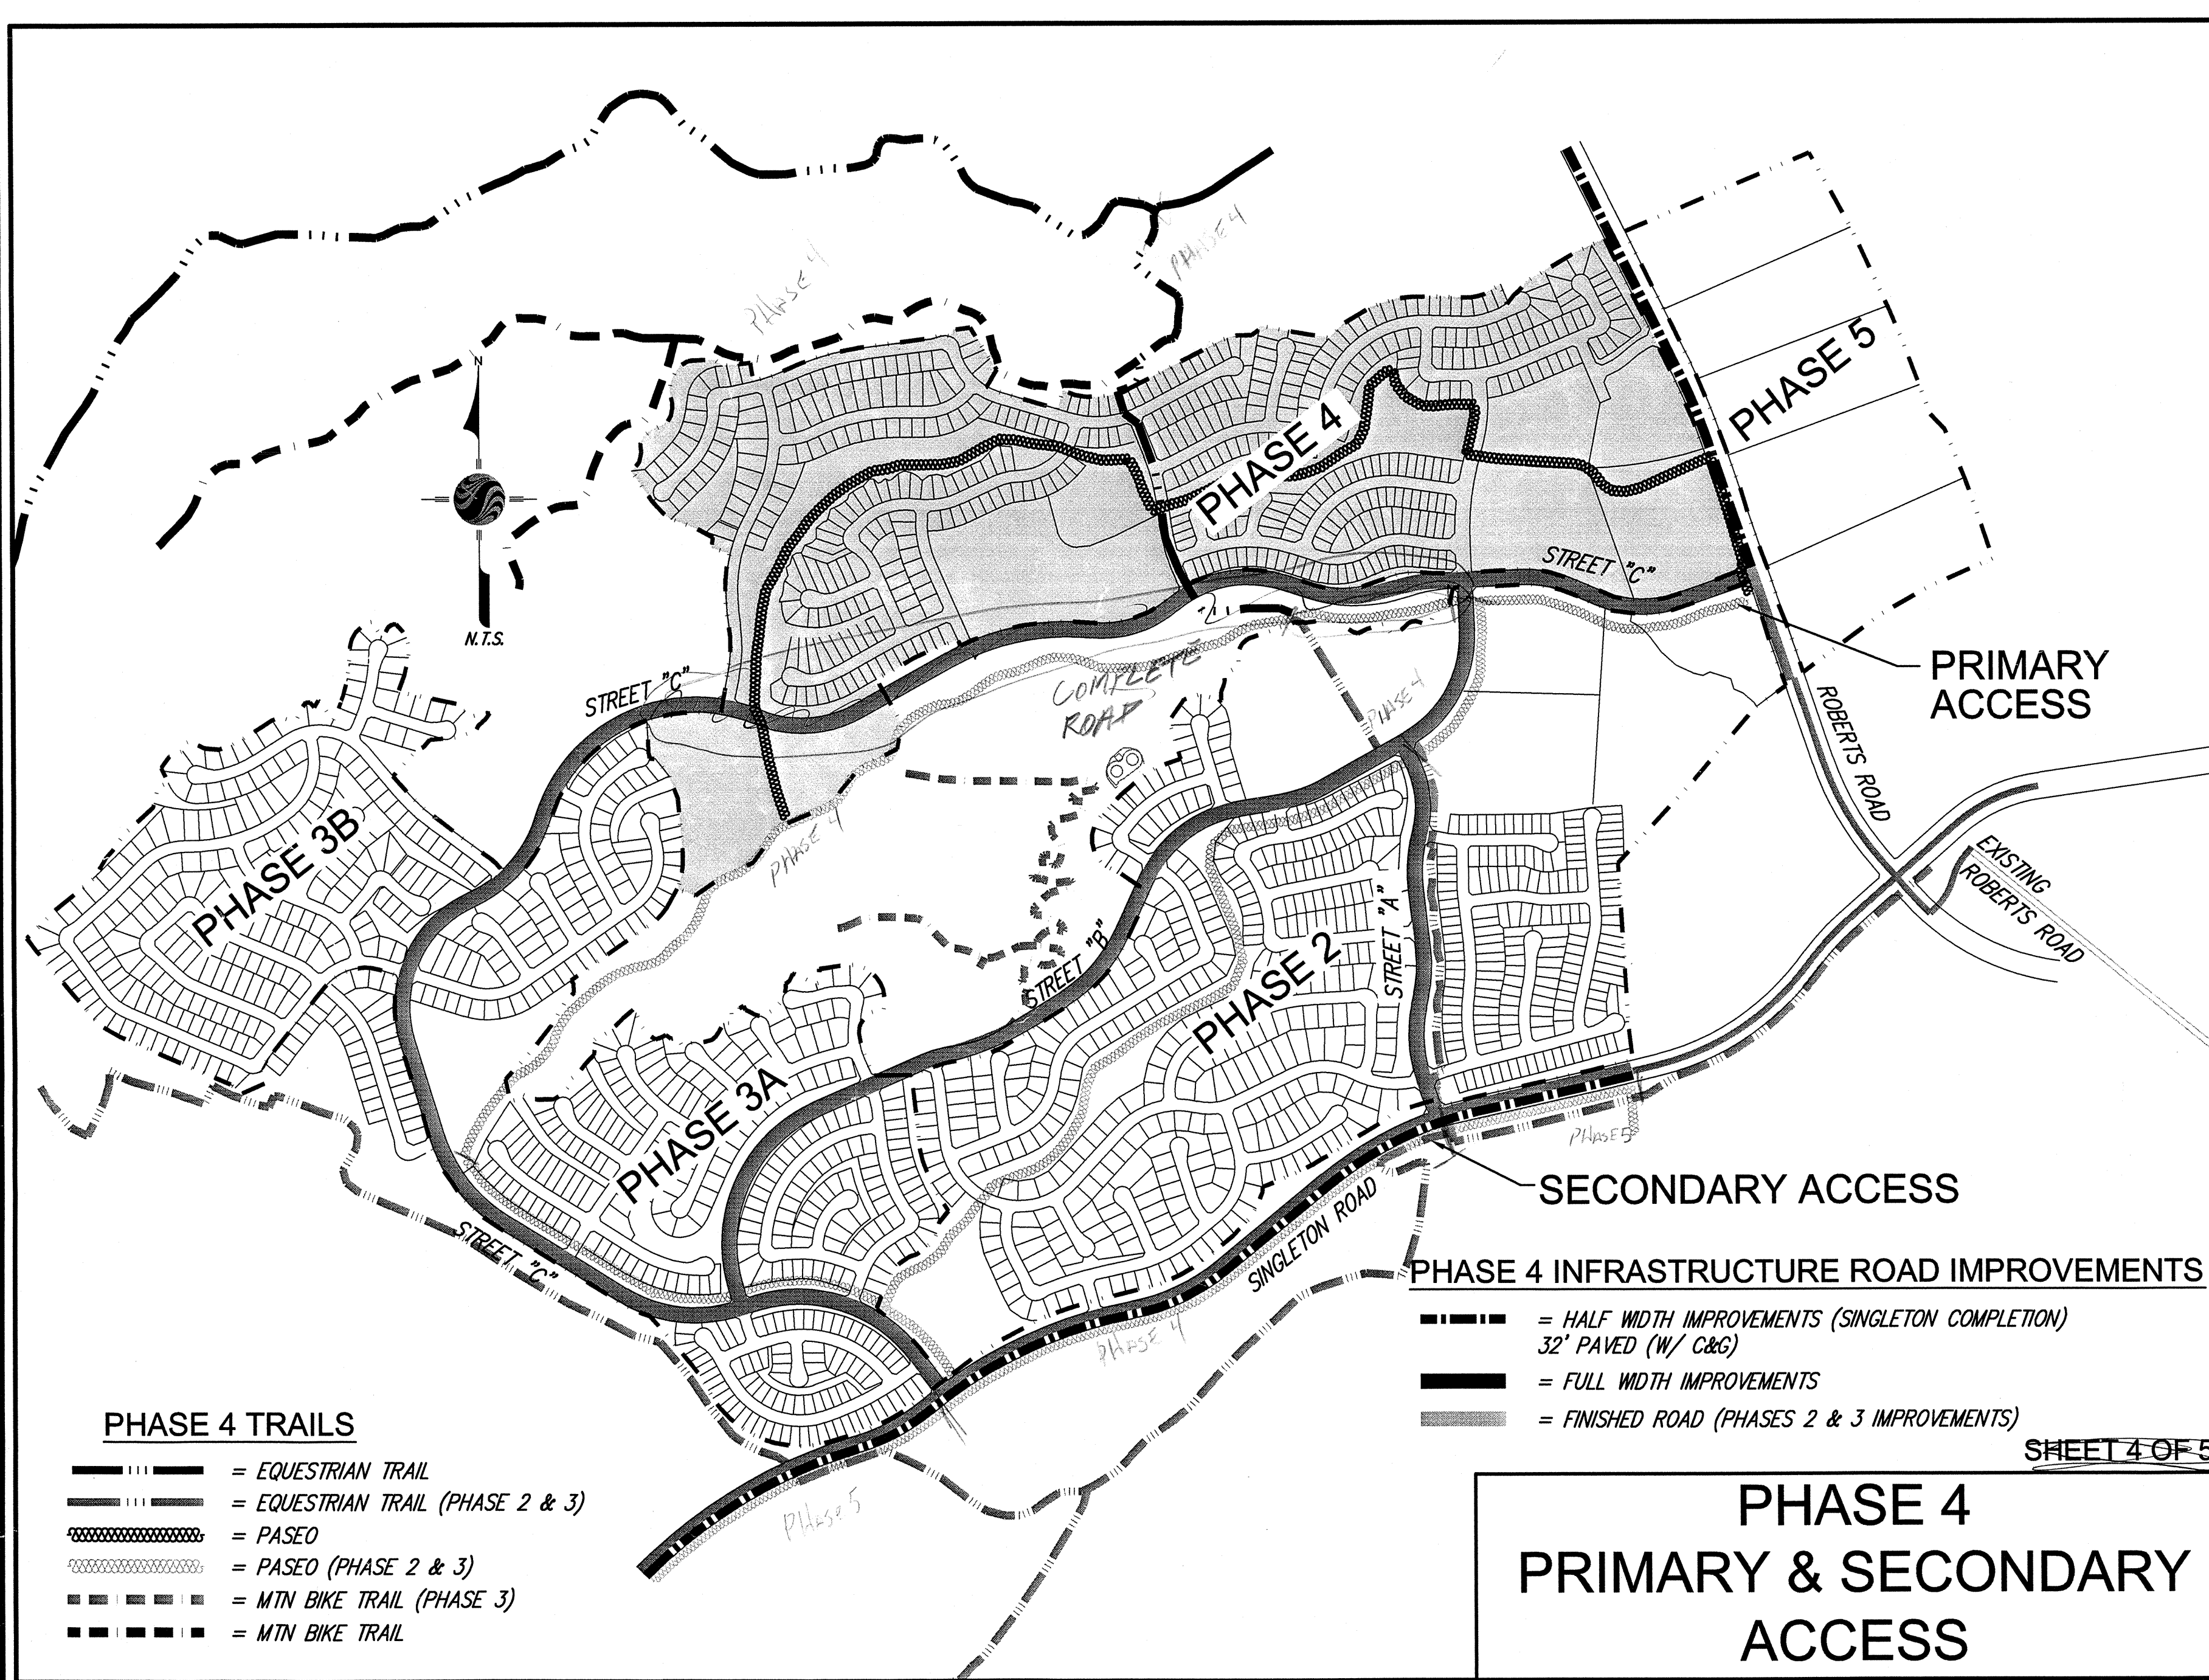 PHASE 4
PHASE 4
PHASE 5
PHASE 4
N
N.T.S.
STREET "C"
STREET "C"
PRIMARY
ACCESS
COMPLETE
ROAD
PHASE 4
ROBERTS ROAD
PHASE 4
PHASE 3B
EXISTING
ROBERTS ROAD
STREET "A"
STREET "B"
PHASE 2
PHASE 3A
PHASE 5
SECONDARY ACCESS
SINGLETON ROAD
STREET "C"
PHASE 4
PHASE 5
PHASE 4 INFRASTRUCTURE ROAD IMPROVEMENTS
= HALF WIDTH IMPROVEMENTS (SINGLETON COMPLETION)
32' PAVED (W/ C&G)
= FULL WIDTH IMPROVEMENTS
= FINISHED ROAD (PHASES 2 & 3 IMPROVEMENTS)
PHASE 4 TRAILS
= EQUESTRIAN TRAIL
= EQUESTRIAN TRAIL (PHASE 2 & 3)
= PASEO
= PASEO (PHASE 2 & 3)
= MTN BIKE TRAIL (PHASE 3)
= MTN BIKE TRAIL
SHEET 4 OF 5
PHASE 4
PRIMARY & SECONDARY
ACCESS